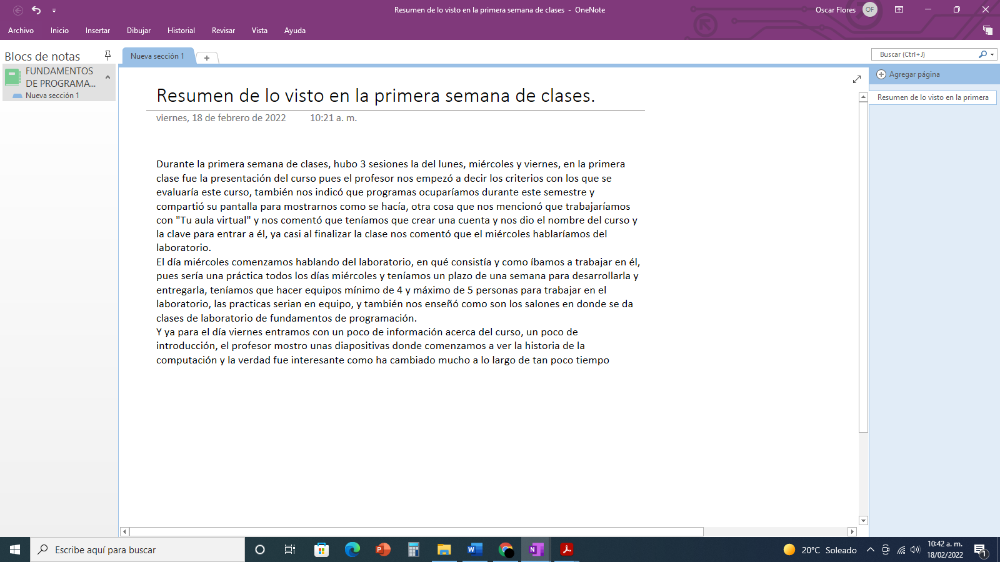 Resumen de lo visto en la primera semana de clases - OneNote
Oscar Flores
OF
Archivo
Inicio
Insertar
Dibujar
Historial
Revisar
Vista
Ayuda
Blocs de notas
FUNDAMENTOS
DE PROGRAMA...
Nueva sección 1
Nueva sección 1
+
Buscar (Ctrl+J)
Agregar página
Resumen de lo visto en la primera
Resumen de lo visto en la primera semana de clases.
viernes, 18 de febrero de 2022
10:21 a. m.
Durante la primera semana de clases, hubo 3 sesiones la del lunes, miércoles y viernes, en la primera
clase fue la presentación del curso pues el profesor nos empezó a decir los criterios con los que se
evaluaría este curso, también nos indicó que programas ocuparíamos durante este semestre y
compartió su pantalla para mostrarnos como se hacía, otra cosa que nos mencionó que trabajaríamos
con "Tu aula virtual" y nos comentó que teníamos que crear una cuenta y nos dio el nombre del curso y
la clave para entrar a él, ya casi al finalizar la clase nos comentó que el miércoles hablaríamos del
laboratorio.
El día miércoles comenzamos hablando del laboratorio, en qué consistía y como íbamos a trabajar en él,
pues sería una práctica todos los días miércoles y teníamos un plazo de una semana para desarrollarla y
entregarla, teníamos que hacer equipos mínimo de 4 y máximo de 5 personas para trabajar en el
laboratorio, las practicas serian en equipo, y también nos enseñó como son los salones en donde se da
clases de laboratorio de fundamentos de programación.
Y ya para el día viernes entramos con un poco de información acerca del curso, un poco de
introducción, el profesor mostro unas diapositivas donde comenzamos a ver la historia de la
computación y la verdad fue interesante como ha cambiado mucho a lo largo de tan poco tiempo
Escribe aquí para buscar
20°C Soleado
10:42 a. m.
18/02/2022
1